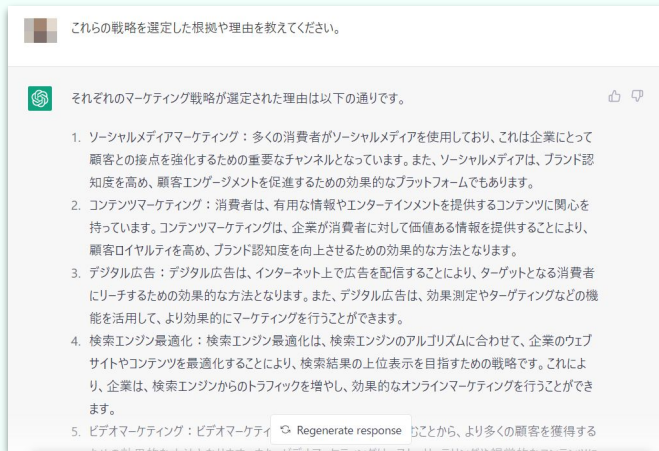 これらの戦略を選定した根拠や理由を教えてください。
それぞれのマーケティング戦略が選定された理由は以下の通りです。
1. ソーシャルメディアマーケティング：多くの消費者がソーシャルメディアを使用しており、これは企業にとって
顧客との接点を強化するための重要なチャンネルとなっています。また、ソーシャルメディアは、ブランド認
知度を高め、顧客エンゲージメントを促進するための効果的なプラットフォームでもあります。
2. コンテンツマーケティング：消費者は、有用な情報やエンターテインメントを提供するコンテンツに関心を
持っています。コンテンツマーケティングは、企業が消費者に対して価値ある情報を提供することにより、
顧客ロイヤルティを高め、ブランド認知度を向上させるための効果的な方法となります。
3. デジタル広告：デジタル広告は、インターネット上で広告を配信することにより、ターゲットとなる消費者
にリーチするための効果的な方法となります。また、デジタル広告は、効果測定やターゲティングなどの機
能を活用して、より効果的にマーケティングを行うことができます。
4. 検索エンジン最適化：検索エンジン最適化は、検索エンジンのアルゴリズムに合わせて、企業のウェブ
サイトやコンテンツを最適化することにより、検索結果の上位表示を目指すための戦略です。これによ
り、企業は、検索エンジンからのトラフィックを増やし、効果的なオンラインマーケティングを行うことができ
ます。
5. ビデオマーケティング：ビデオマーケティ
Regenerate response
むことから、より多くの顧客を獲得する